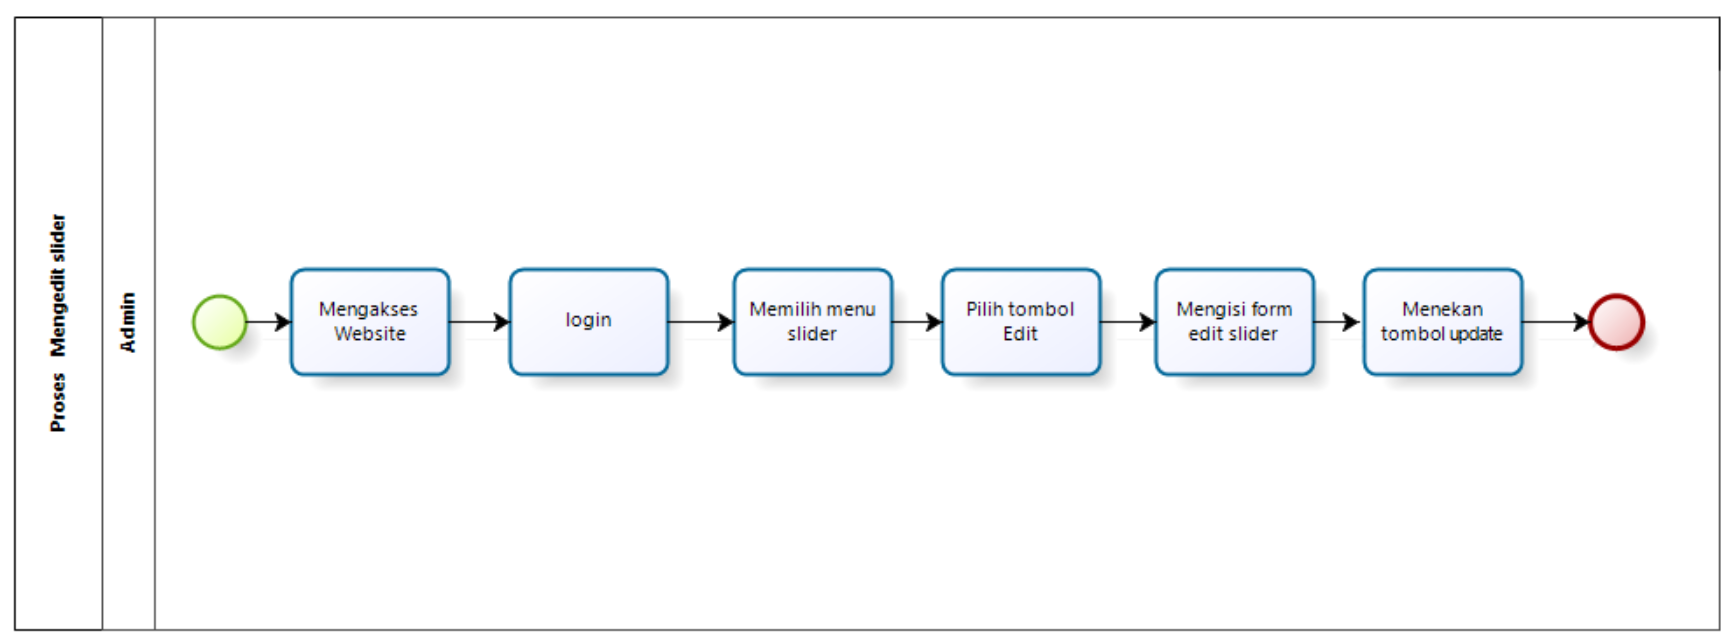 Proses Mengedit slider
Admin
Mengakses
Website
login
Memilih menu
slider
Pilih tombol
Edit
Mengisi form
edit slider
Menekan
tombol update